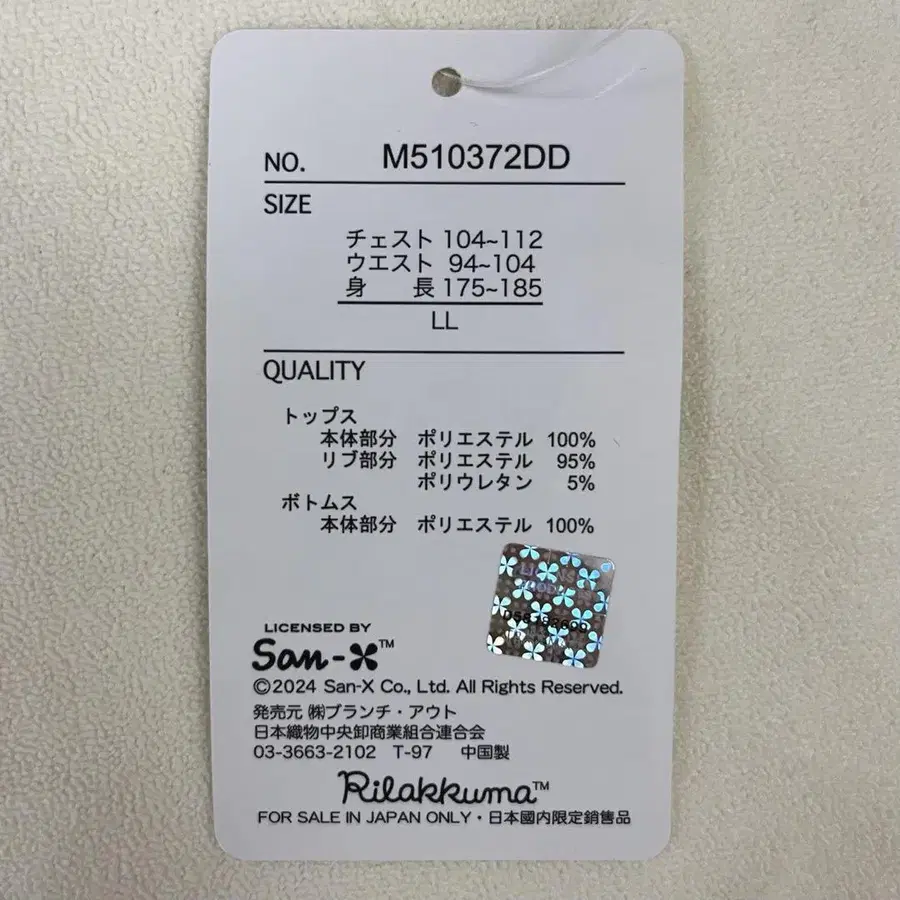 NO. M510372DD
SIZE
チェスト 104~112
ウエスト 94~104
身 長 175~185
LL
QUALITY
トップス
本体部分 ポリエステル 100%
リブ部分 ポリエステル 95%
ポリウレタン 5%
ボトムス
本体部分 ポリエステル 100%
LICENSED BY
San-X™
©2024 San-X Co., Ltd. All Rights Reserved.
発売元 ㈱ブランチ・アウト
日本織物中央卸商業組合連合会
03-3663-2102 T-97 中国製
Rilakkuma™
FOR SALE IN JAPAN ONLY・日本國内限定銷售品